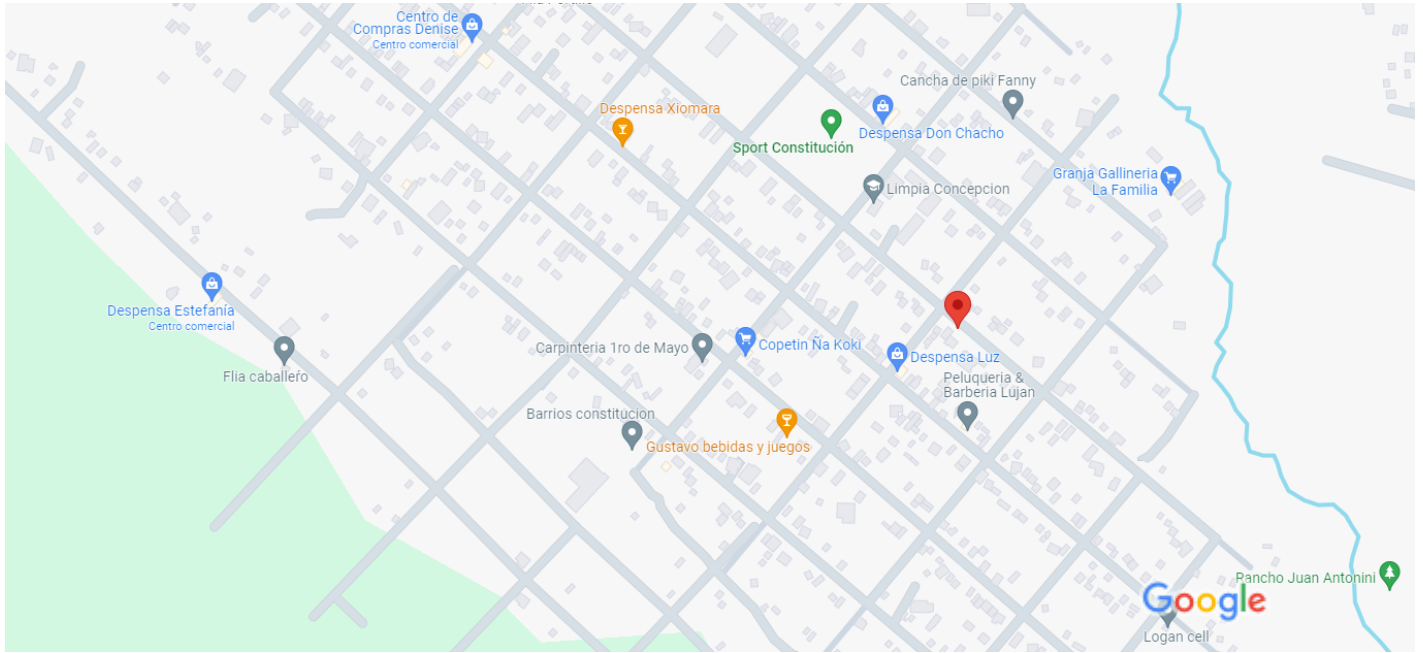 Centro de
Compras Denise
Centro comercial
Cancha de piki Fanny
Despensa Xiomara
Despensa Don Chacho
Sport Constitución
Granja Gallineria
La Familia
Limpia Concepcion
Despensa Estefanía
Centro comercial
Carpinteria 1ro de Mayo
Copetin Ña Koki
Despensa Luz
Flia caballeŕo
Peluqueria &
Barberia Lujan
Barrios constitucion
Gustavo bebidas y juegos
Rancho Juan Antonini
Google
Logan cell